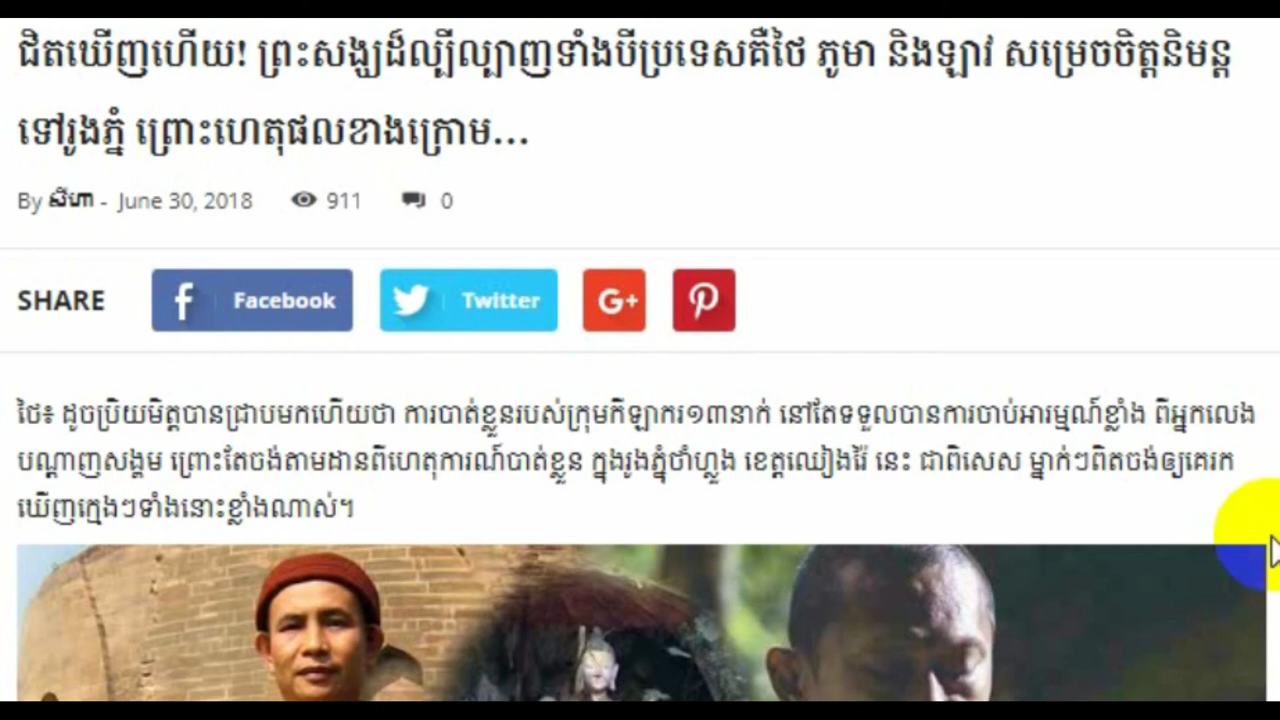 ជិតឃើញហើយ! ព្រះសង្ឃដ៏ល្បីល្បាញទាំងបីប្រទេសគឺថៃ ភូមា និងឡាវ សម្រេចចិត្តនិមន្ត
ទៅរូងភ្នំ ព្រោះហេតុផលខាងក្រោម...
By សីហា - June 30, 2018 911 0
SHARE Facebook Twitter G+
ថៃ៖ ដូចប្រិយមិត្តបានជ្រាបមកហើយថា ការបាត់ខ្លួនរបស់ក្រុមកីឡាករ១៣នាក់ នៅតែទទួលបានការចាប់អារម្មណ៍ខ្លាំង ពីអ្នកលេង
បណ្តាញសង្គម ព្រោះតែចង់តាមដានពីហេតុការណ៍បាត់ខ្លួន ក្នុងរូងភ្នំថាំហ្លួង ខេត្តឈៀងរ៉ៃ នេះ ជាពិសេស ម្នាក់ៗពិតចង់ឲ្យគេរក
ឃើញក្មេងៗទាំងនោះខ្លាំងណាស់។